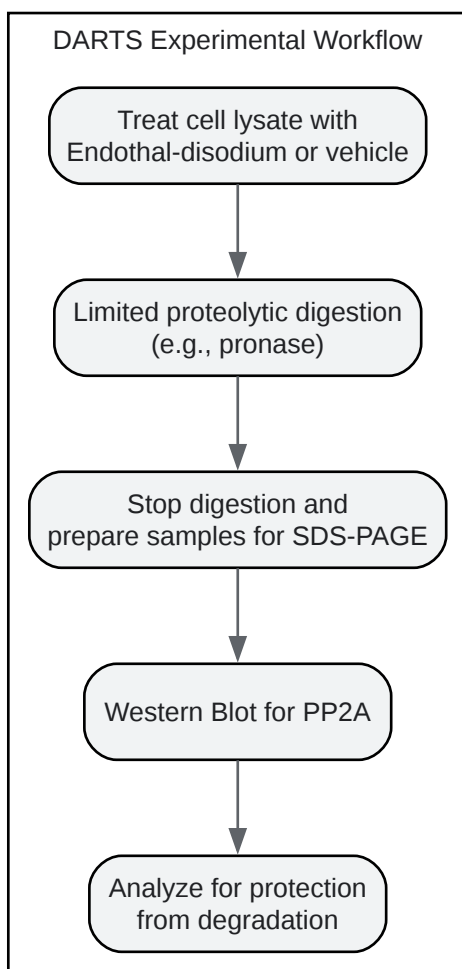 DARTS Experimental Workflow
Treat cell lysate with
Endothal-disodium or vehicle
Limited proteolytic digestion
(e.g., pronase)
Stop digestion and
prepare samples for SDS-PAGE
Western Blot for PP2A
Analyze for protection
from degradation